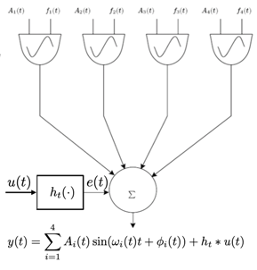 A₁(t) f₁(t) A₂(t) f₂(t) A₃(t) f₃(t) A₄(t) f₄(t)
u(t) hₜ(·) e(t) Σ
y(t) = ∑_{i=1}^{4} Aᵢ(t) sin(ωᵢ(t)t + ϕᵢ(t)) + hₜ * u(t)